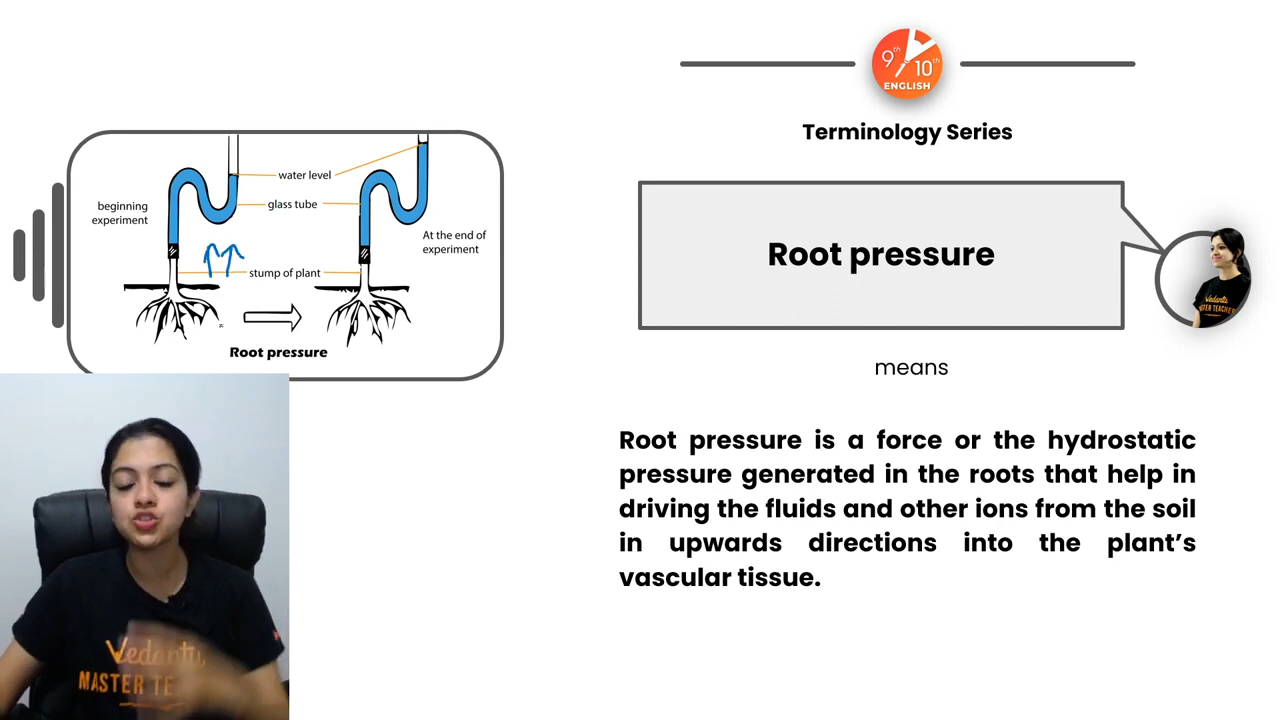 9th
10th
ENGLISH
Terminology Series
water level
beginning
experiment
glass tube
At the end of
experiment
stump of plant
Root pressure
Root pressure
Vedantu
means
Root pressure is a force or the hydrostatic
pressure generated in the roots that help in
driving the fluids and other ions from the soil
in upwards directions into the plant’s
vascular tissue.
Vedantu
MASTER TE